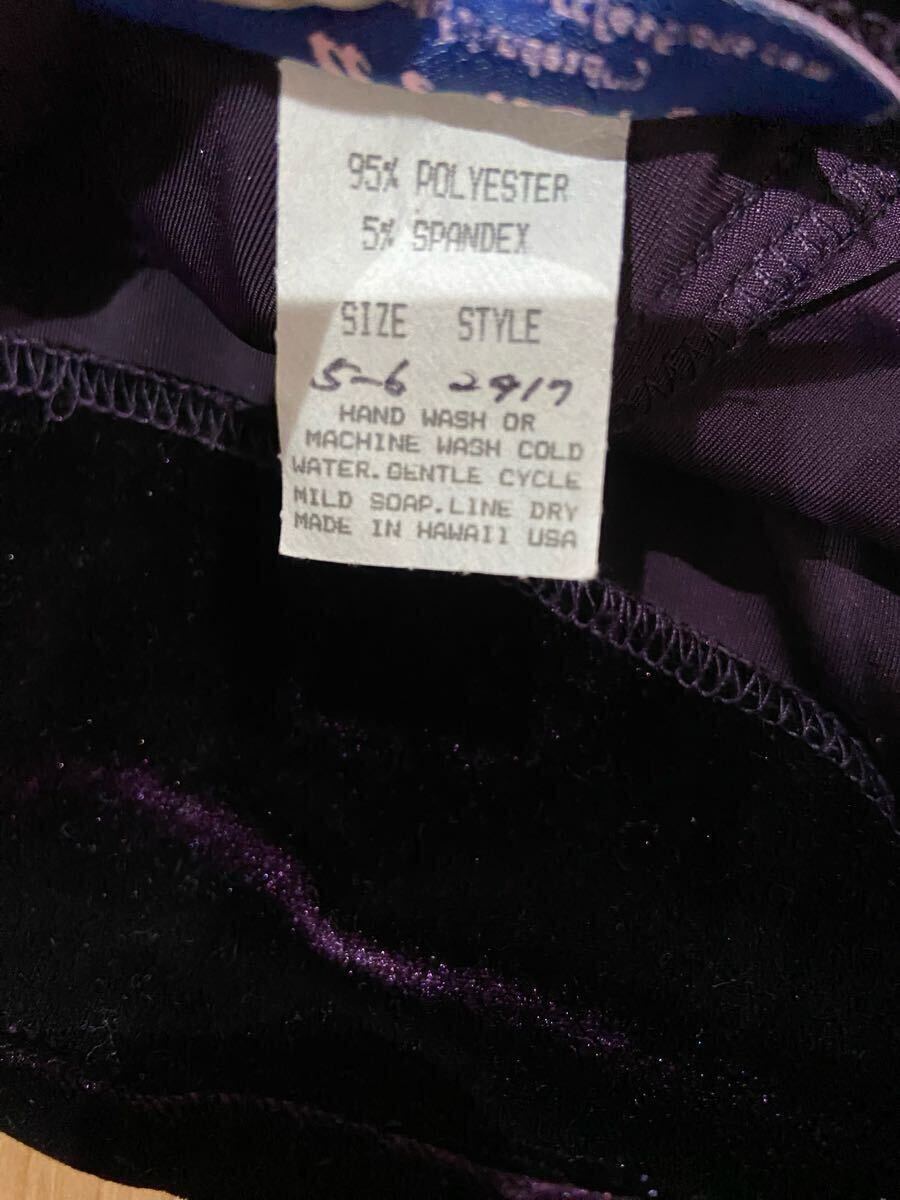 95% POLYESTER
5% SPANDEX
SIZE STYLE
5-6 2917
HAND WASH OR
MACHINE WASH COLD
WATER. GENTLE CYCLE
MILD SOAP. LINE DRY
MADE IN HAWAII USA